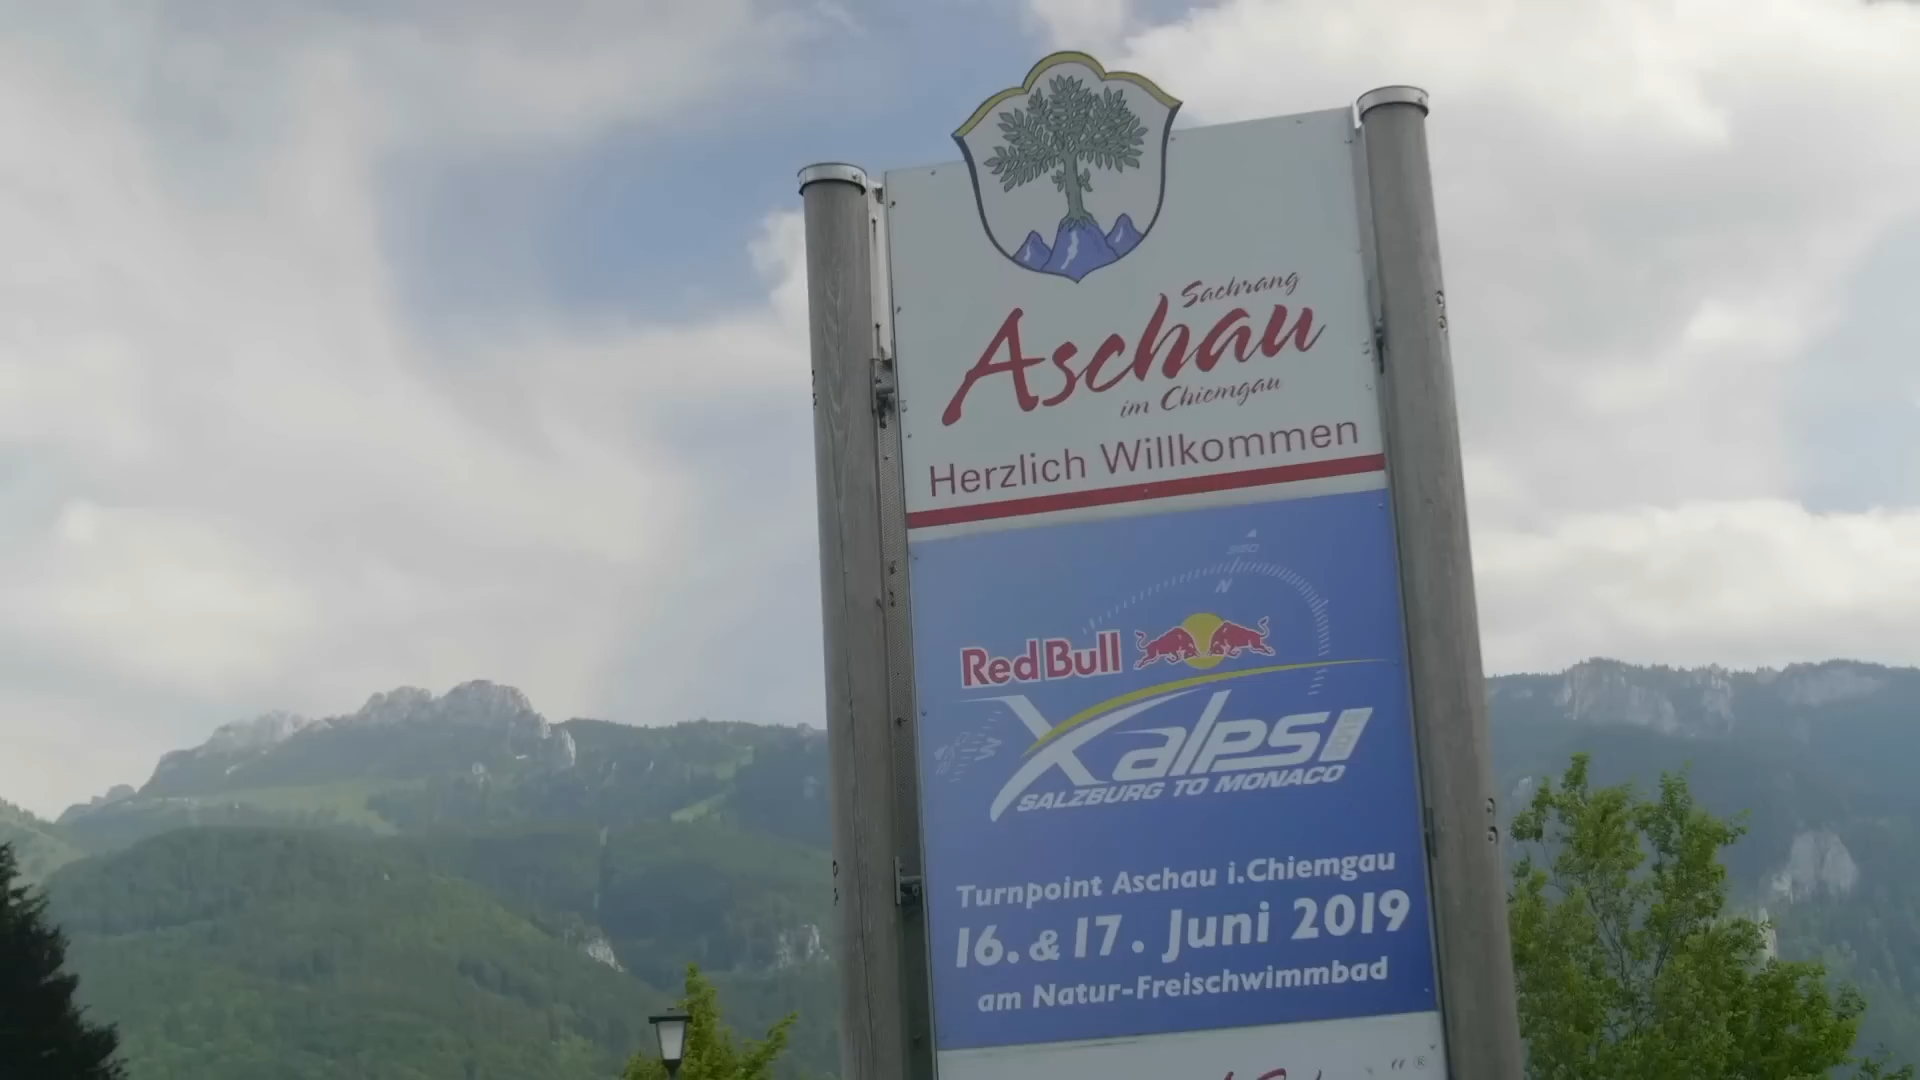 Sachrang
Aschau
im Chiemgau
Herzlich Willkommen
N
Red Bull
W
Xalps
SALZBURG TO MONACO
Turnpoint Aschau i.Chiemgau
16. & 17. Juni 2019
am Natur-Freischwimmbad